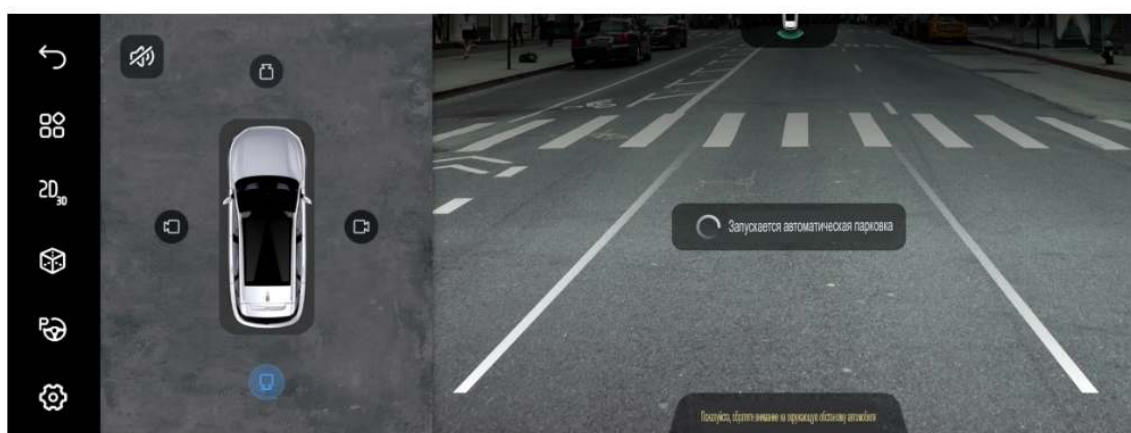 2D 3D
P
Запускается автоматическая парковка
Пожалуйста, обратите внимание на окружающую обстановку автомобиля